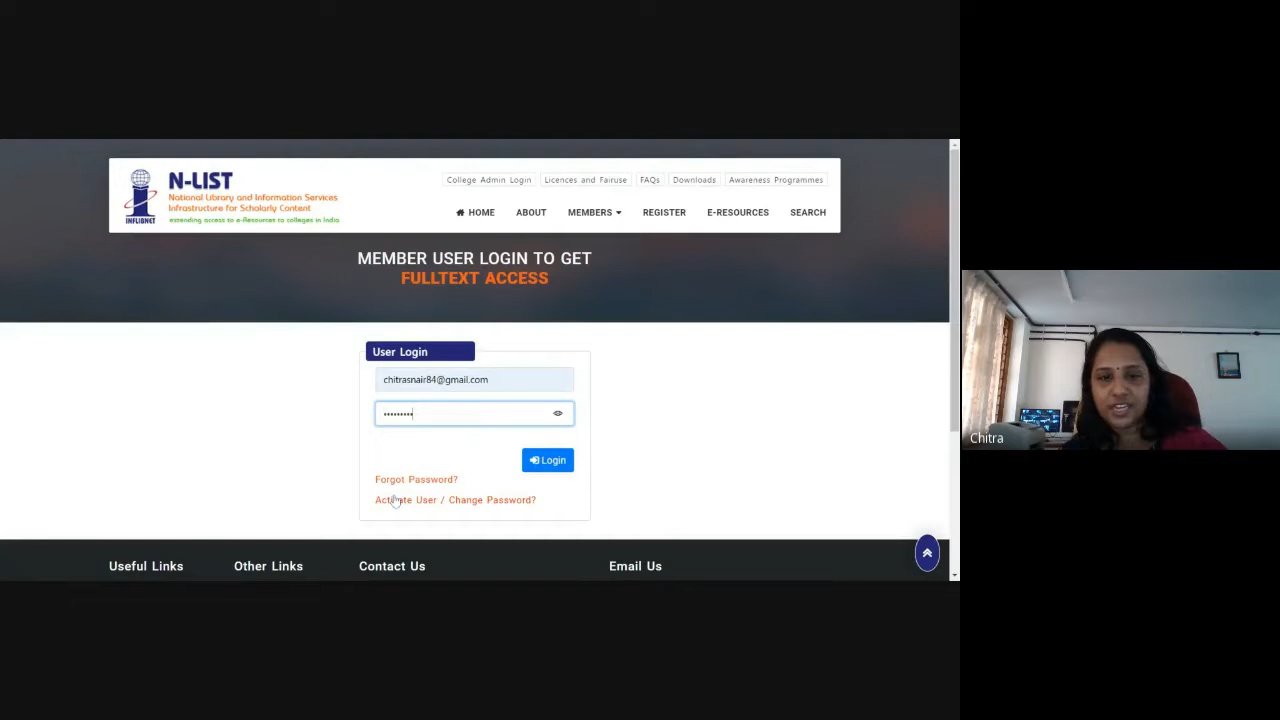 N-LIST
National Library and Information Services
Infrastructure for Scholarly Content
extending access to e-Resources to colleges in India
INFLIBNET
College Admin Login Licences and Fairuse FAQs Downloads Awareness Programmes
HOME ABOUT MEMBERS REGISTER E-RESOURCES SEARCH
MEMBER USER LOGIN TO GET
FULLTEXT ACCESS
User Login
chitrasnair84@gmail.com
•••••••••
Login
Forgot Password?
Activate User / Change Password?
Useful Links Other Links Contact Us Email Us
Chitra